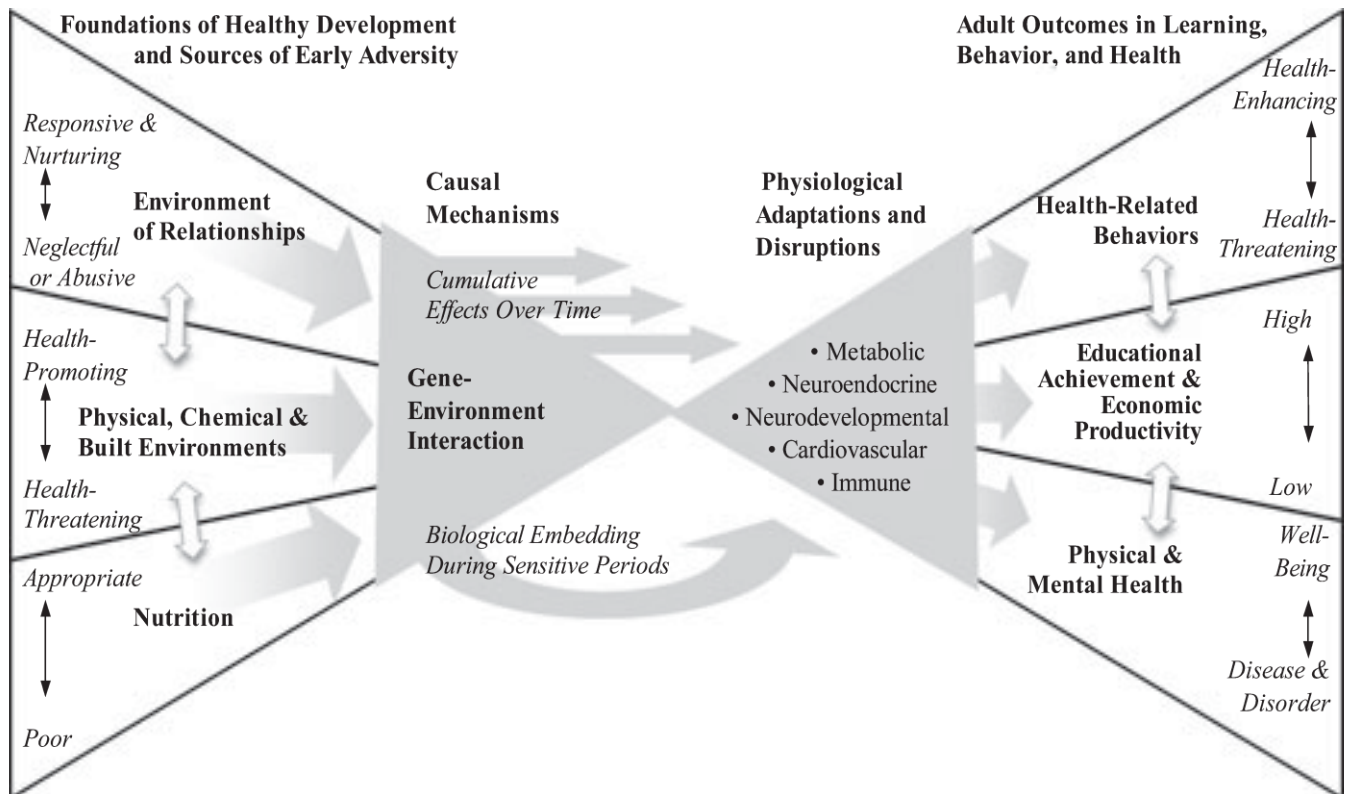 Foundations of Healthy Development
and Sources of Early Adversity
Responsive &
Nurturing
Neglectful
or Abusive
Environment
of Relationships
Health-
Promoting
Health-
Threatening
Physical, Chemical &
Built Environments
Appropriate
Poor
Nutrition
Causal
Mechanisms
Cumulative
Effects Over Time
Gene-
Environment
Interaction
Biological Embedding
During Sensitive Periods
Physiological
Adaptations and
Disruptions
• Metabolic
• Neuroendocrine
• Neurodevelopmental
• Cardiovascular
• Immune
Adult Outcomes in Learning,
Behavior, and Health
Health-Related
Behaviors
Health-
Enhancing
Health-
Threatening
Educational
Achievement &
Economic
Productivity
High
Low
Physical &
Mental Health
Well-
Being
Disease &
Disorder